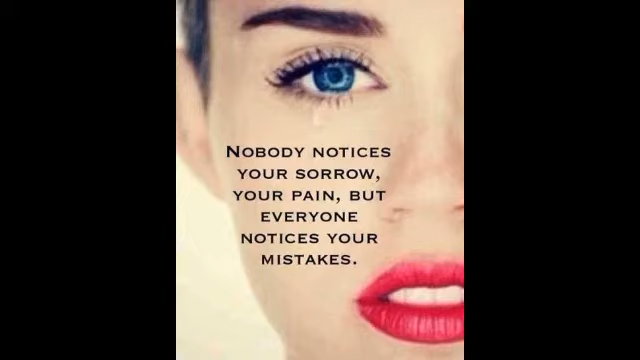 NOBODY NOTICES
YOUR SORROW,
YOUR PAIN, BUT
EVERYONE
NOTICES YOUR
MISTAKES.